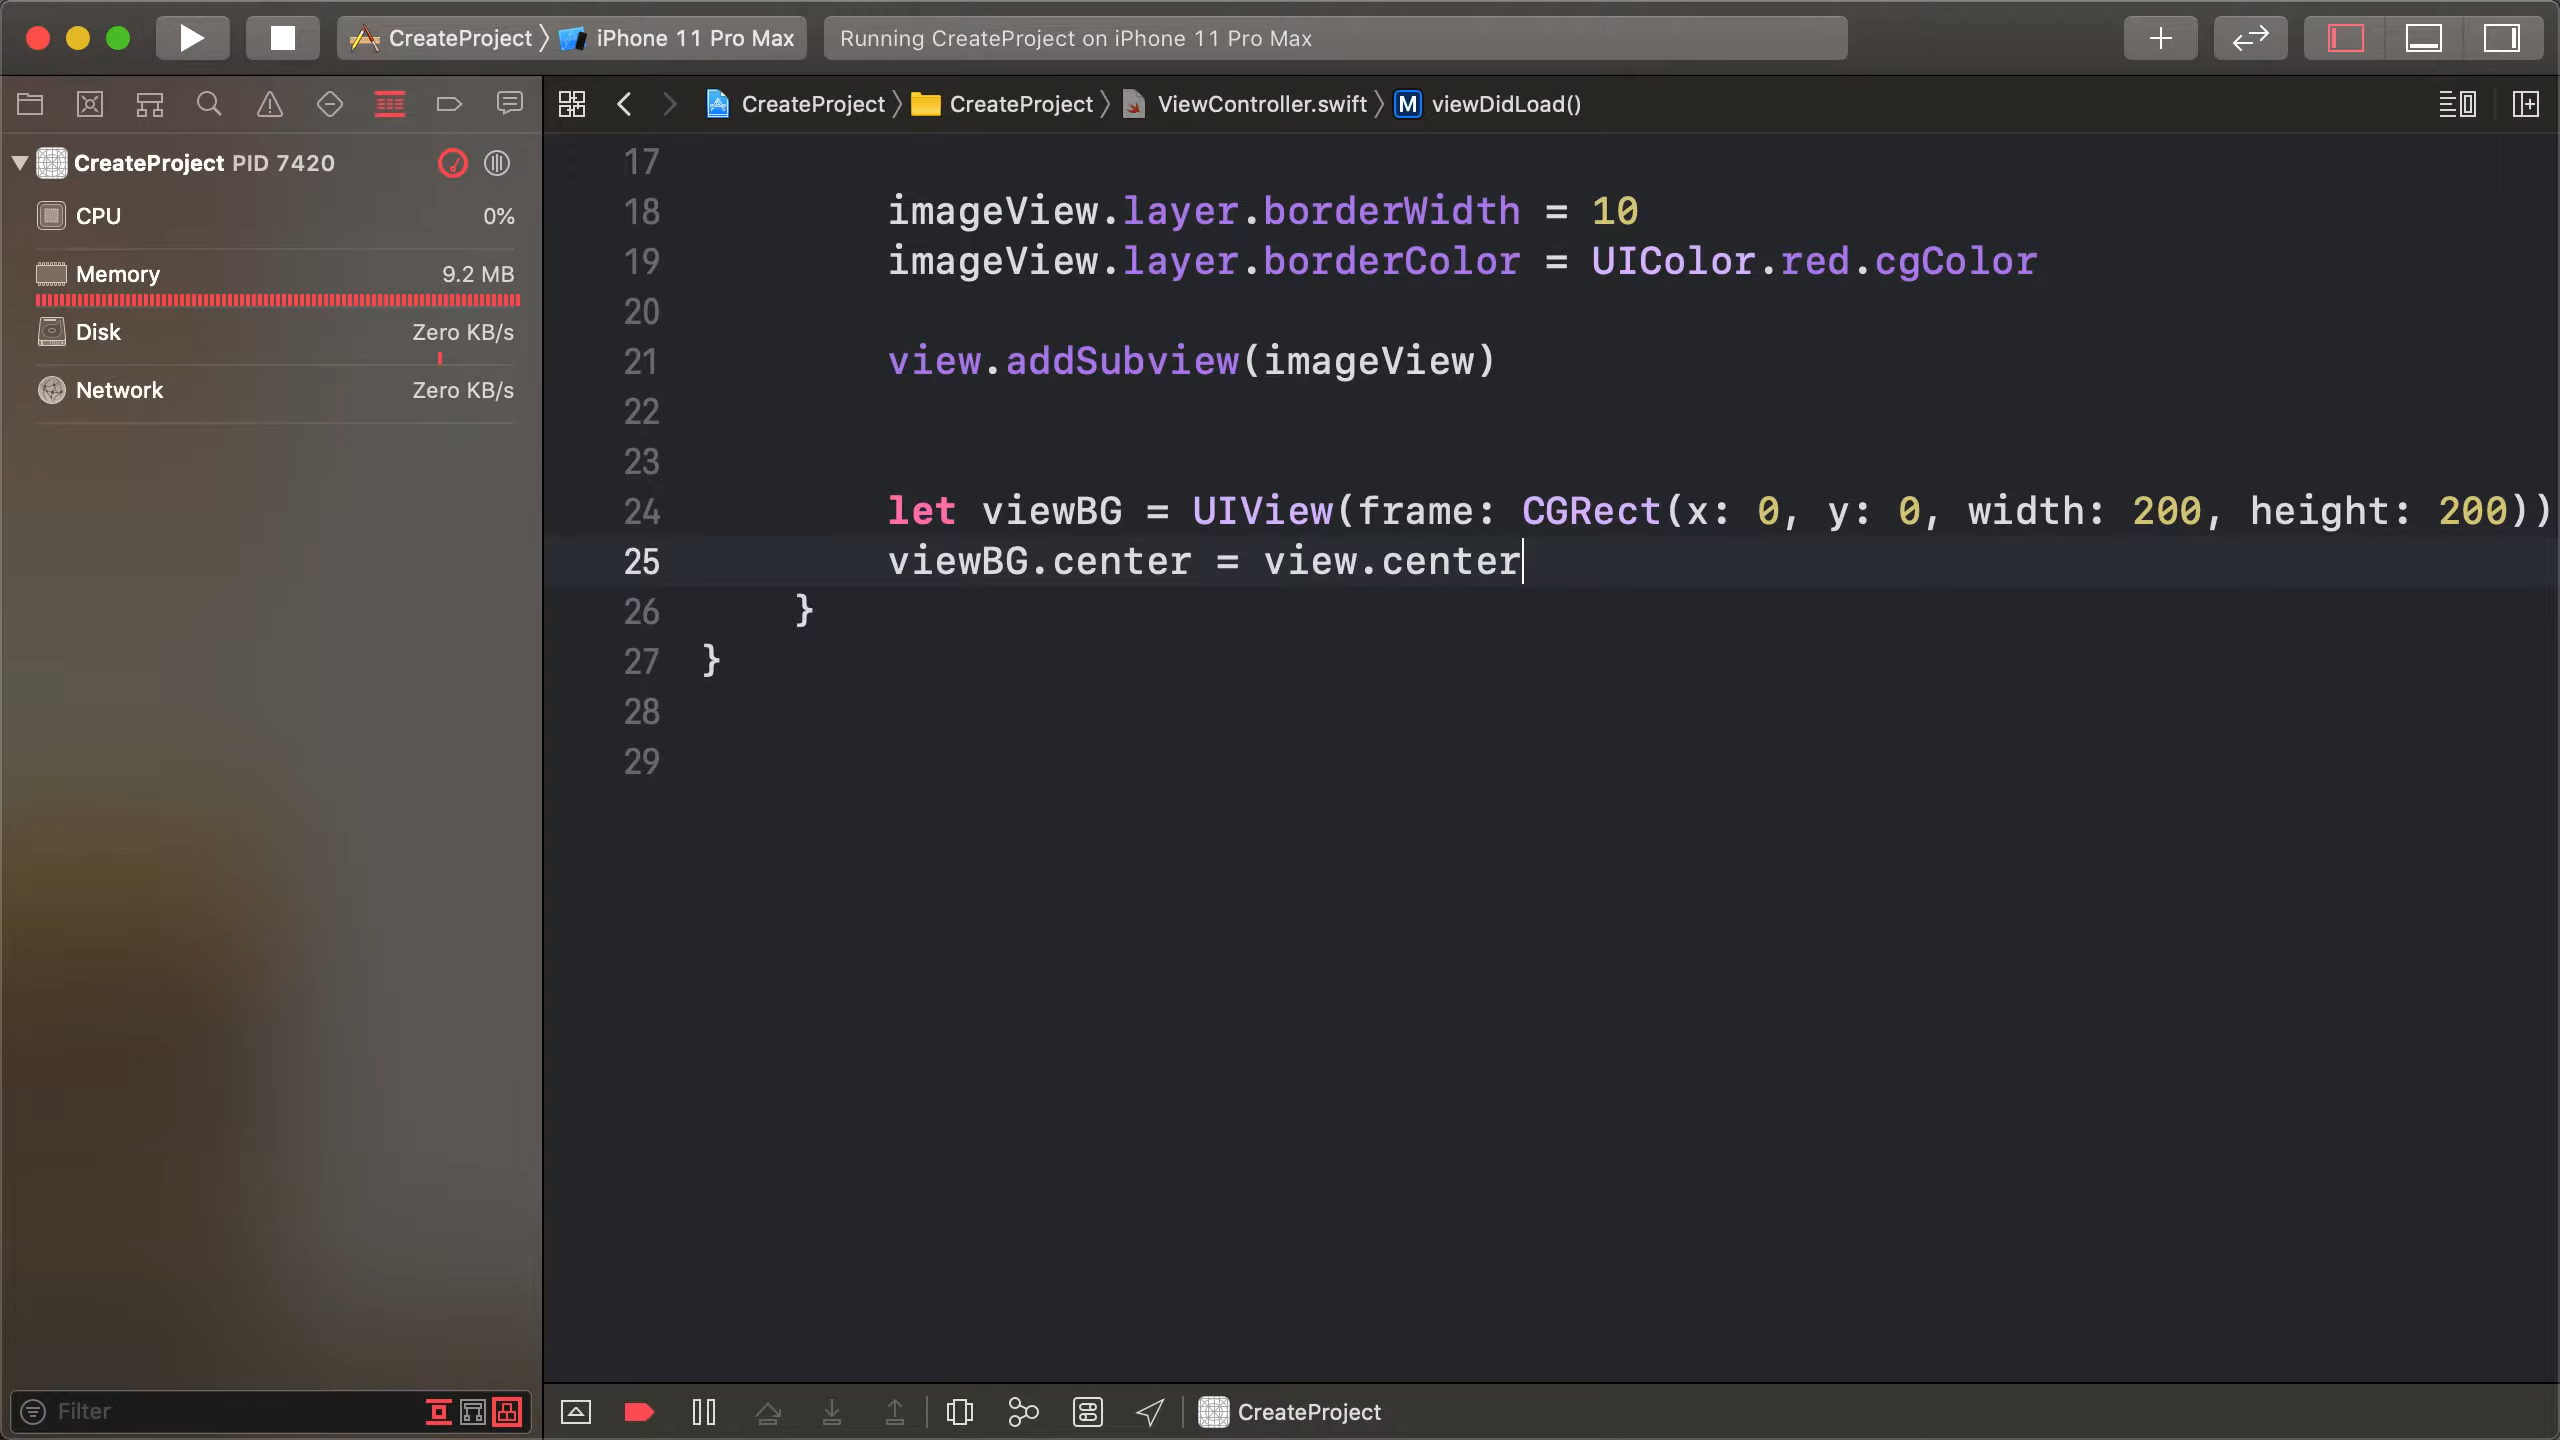 CreateProject 〉 iPhone 11 Pro Max
Running CreateProject on iPhone 11 Pro Max
CreateProject 〉 CreateProject 〉 ViewController.swift 〉 M viewDidLoad()
CreateProject PID 7420
CPU 0%
Memory 9.2 MB
Disk Zero KB/s
Network Zero KB/s
17
18 imageView.layer.borderWidth = 10
19 imageView.layer.borderColor = UIColor.red.cgColor
20
21 view.addSubview(imageView)
22
23
24 let viewBG = UIView(frame: CGRect(x: 0, y: 0, width: 200, height: 200))
25 viewBG.center = view.center
26 }
27 }
28
29
Filter
CreateProject